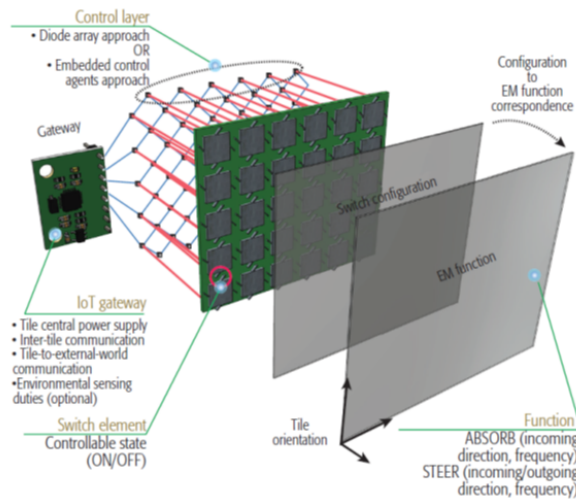 Control layer
• Diode array approach
OR
• Embedded control
agents approach
Configuration
to
EM function
correspondence
Gateway
Switch configuration
EM function
IoT gateway
• Tile central power supply
• Inter-tile communication
• Tile-to-external-world
communication
•Environmental sensing
duties (optional)
Switch element
Controllable state
(ON/OFF)
Tile
orientation
Function
ABSORB (incoming
direction, frequency)
STEER (incoming/outgoing
direction, frequency)